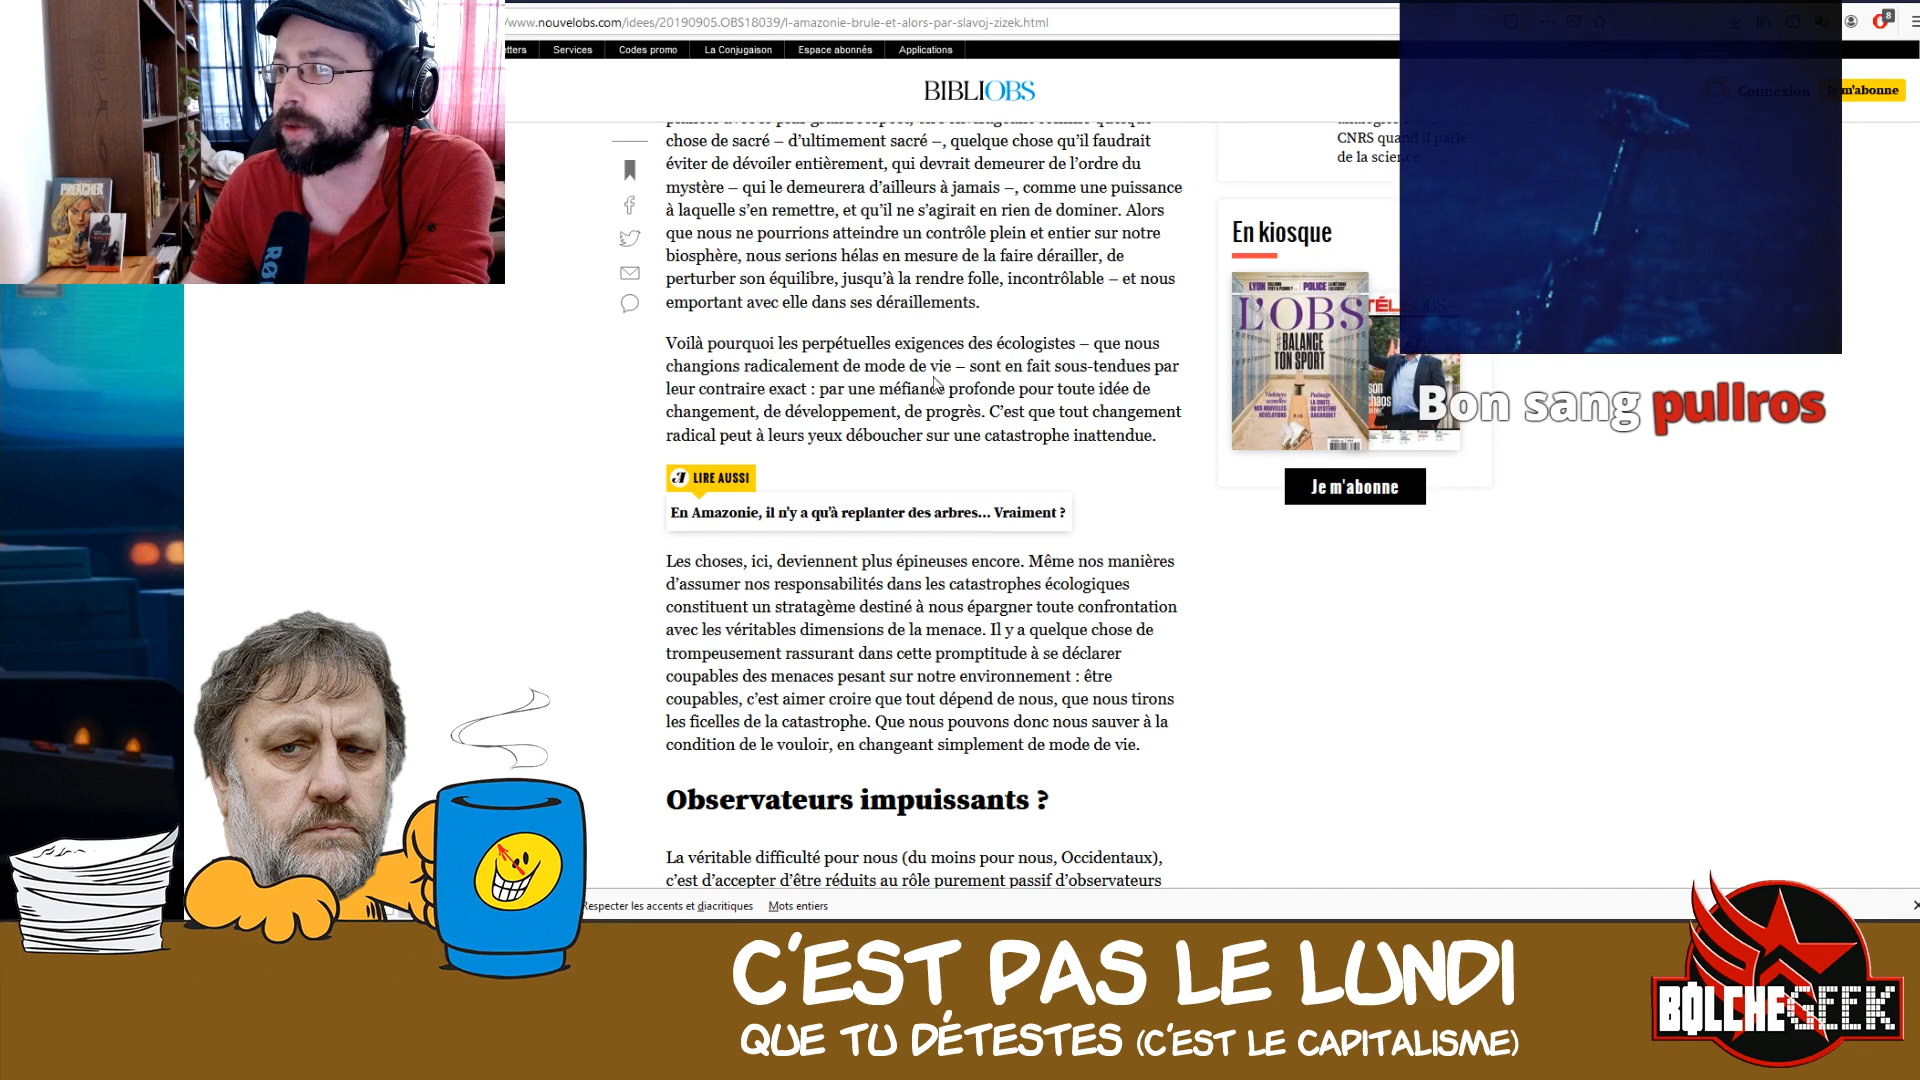 www.nouvelobs.com/idees/20190905.OBS18039/l-amazonie-brule-et-alors-par-slavoj-zizek.html
Services Codes promo La Conjugaison Espace abonnés Applications
BIBLIOBS
Connexion
m'abonne
PREACHER
chose de sacré – d'ultimement sacré –, quelque chose qu'il faudrait
éviter de dévoiler entièrement, qui devrait demeurer de l'ordre du
mystère – qui le demeurera d'ailleurs à jamais –, comme une puissance
à laquelle s'en remettre, et qu'il ne s'agirait en rien de dominer. Alors
que nous ne pourrions atteindre un contrôle plein et entier sur notre
biosphère, nous serions hélas en mesure de la faire dérailler, de
perturber son équilibre, jusqu'à la rendre folle, incontrôlable – et nous
emportant avec elle dans ses déraillements.
Voilà pourquoi les perpétuelles exigences des écologistes – que nous
changions radicalement de mode de vie – sont en fait sous-tendues par
leur contraire exact : par une méfiance profonde pour toute idée de
changement, de développement, de progrès. C'est que tout changement
radical peut à leurs yeux déboucher sur une catastrophe inattendue.
LIRE AUSSI
En Amazonie, il n'y a qu'à replanter des arbres... Vraiment ?
Les choses, ici, deviennent plus épineuses encore. Même nos manières
d'assumer nos responsabilités dans les catastrophes écologiques
constituent un stratagème destiné à nous épargner toute confrontation
avec les véritables dimensions de la menace. Il y a quelque chose de
trompeusement rassurant dans cette promptitude à se déclarer
coupables des menaces pesant sur notre environnement : être
coupables, c'est aimer croire que tout dépend de nous, que nous tirons
les ficelles de la catastrophe. Que nous pouvons donc nous sauver à la
condition de le vouloir, en changeant simplement de mode de vie.
Observateurs impuissants ?
La véritable difficulté pour nous (du moins pour nous, Occidentaux),
c'est d'accepter d'être réduits au rôle purement passif d'observateurs
CNRS quand il parle
de la science
En kiosque
LYON POLICE
L'OBS
#BALANCE
TON SPORT
Je m'abonne
Bon sang pullros
Respecter les accents et diacritiques Mots entiers
C'EST PAS LE LUNDI
QUE TU DÉTESTES (C'EST LE CAPITALISME)
BOLCHEGEEK